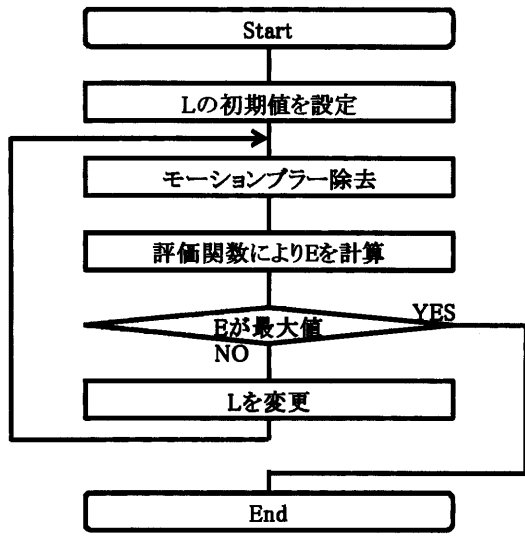 Start
Lの初期値を設定
モーションブラー除去
評価関数によりEを計算
Eが最大値
YES
NO
Lを変更
End